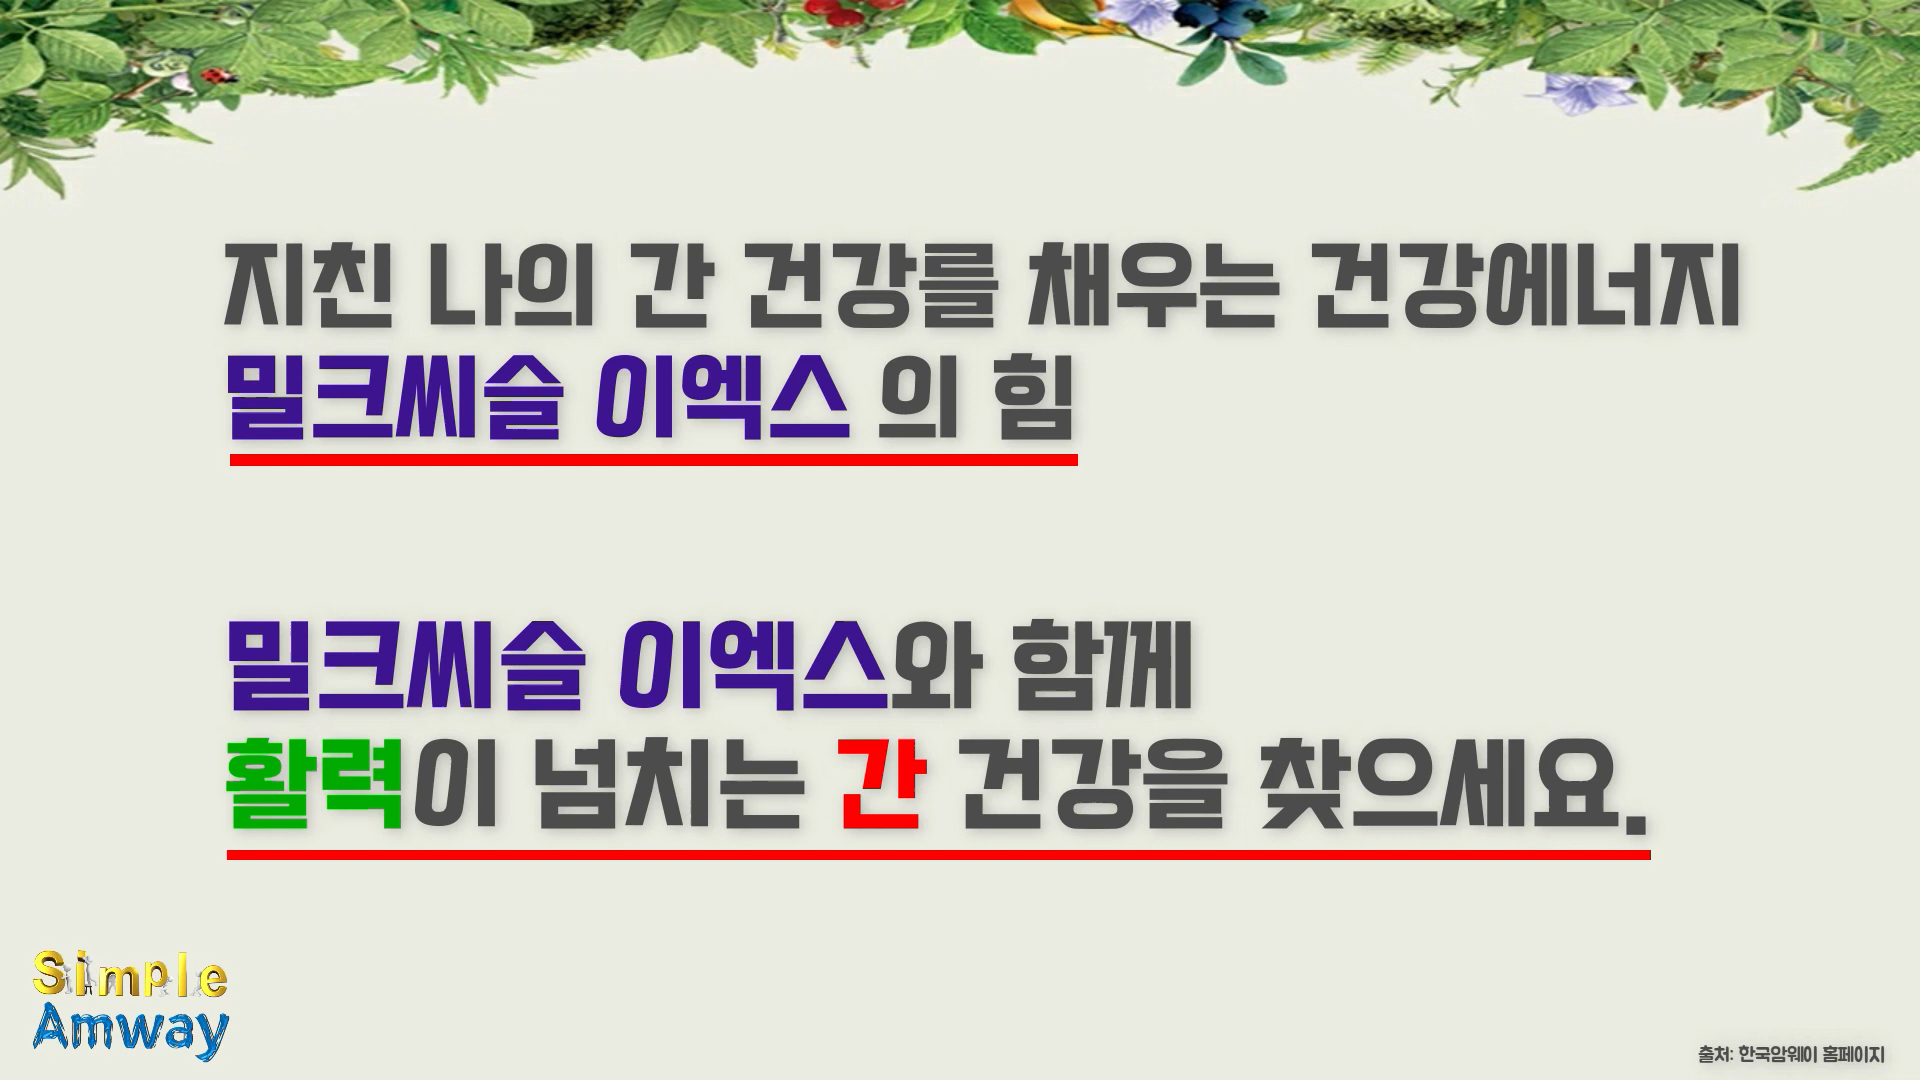 지친 나의 간 건강를 채우는 건강에너지
밀크씨슬 이엑스 의 힘
밀크씨슬 이엑스와 함께
활력이 넘치는 간 건강을 찾으세요.
Simple
Amway
출처: 한국암웨이 홈페이지